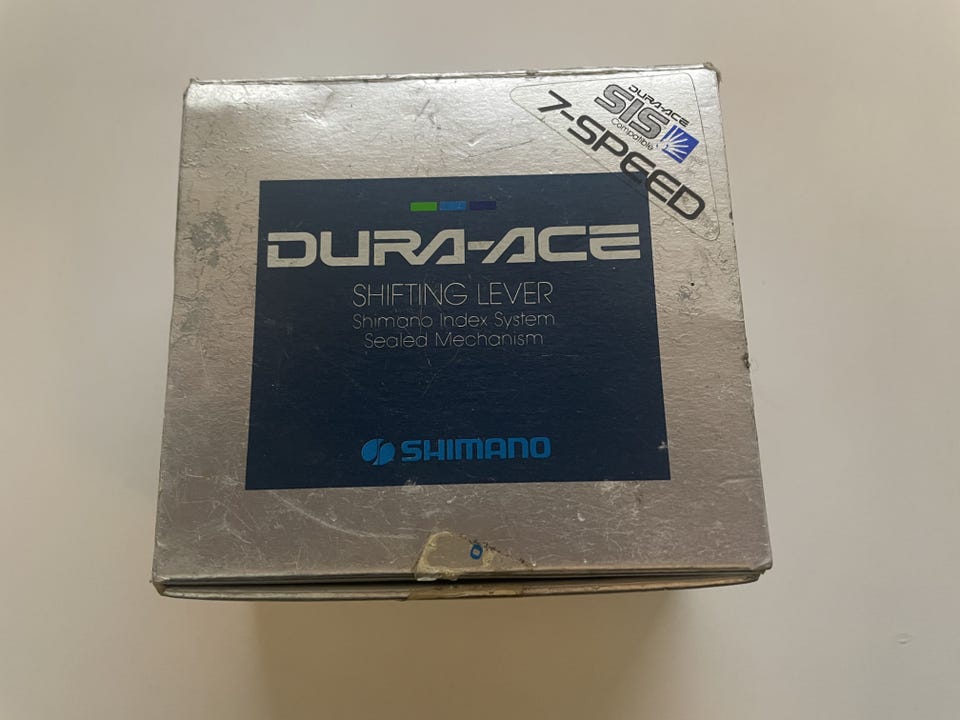 DURA-ACE
SIS
Compatible
7-SPEED
DURA-ACE
SHIFTING LEVER
Shimano Index System
Sealed Mechanism
SHIMANO